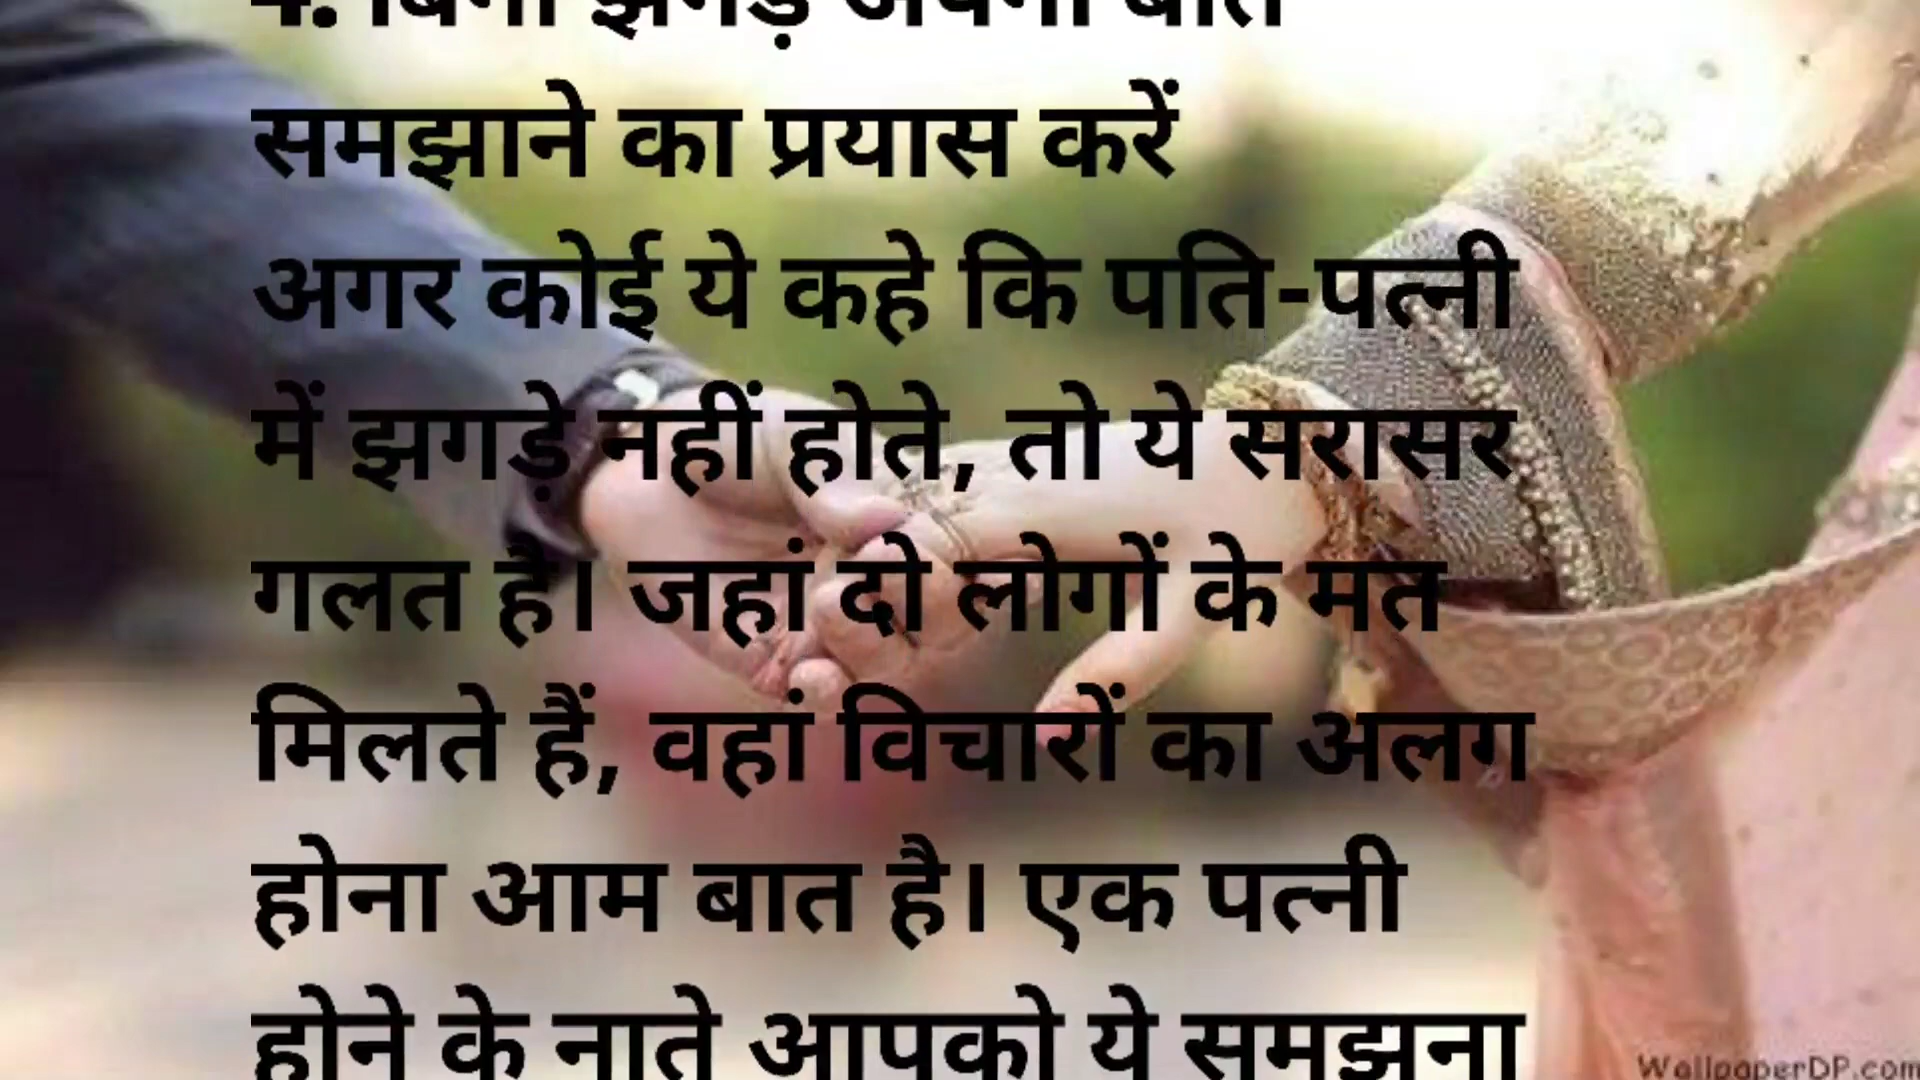 बिना झगड़े अपनी बात
समझाने का प्रयास करें
अगर कोई ये कहे कि पति-पत्नी
में झगड़े नहीं होते, तो ये सरासर
गलत है। जहां दो लोगों के मत
मिलते हैं, वहां विचारों का अलग
होना आम बात है। एक पत्नी
होने के नाते आपको ये समझना
WallpaperDP.com